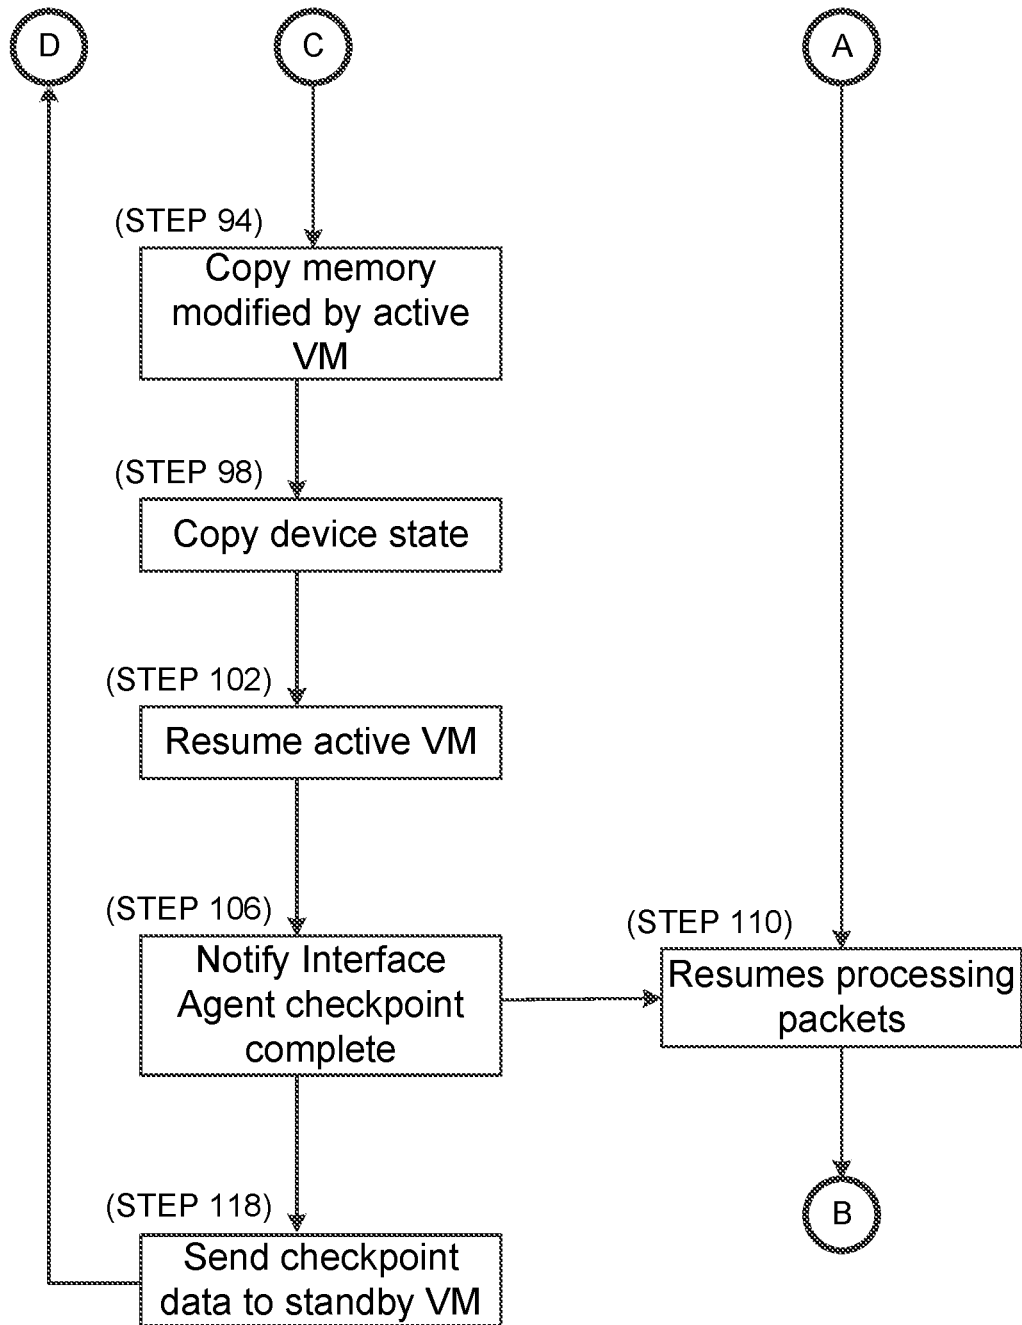 D
C
A
(STEP 94)
Copy memory
modified by active
VM
(STEP 98)
Copy device state
(STEP 102)
Resume active VM
(STEP 106)
Notify Interface
Agent checkpoint
complete
(STEP 110)
Resumes processing
packets
B
(STEP 118)
Send checkpoint
data to standby VM